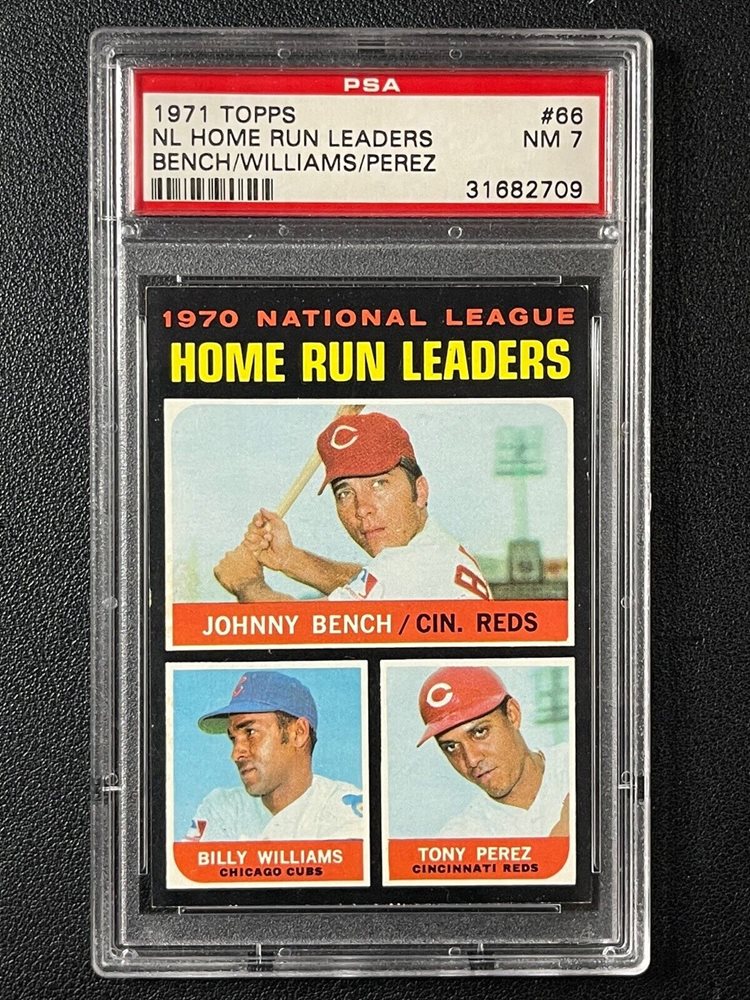 PSA
1971 TOPPS #66
NL HOME RUN LEADERS NM 7
BENCH/WILLIAMS/PEREZ
31682709
1970 NATIONAL LEAGUE
HOME RUN LEADERS
C
B
JOHNNY BENCH / CIN. REDS
C
C
BILLY WILLIAMS
CHICAGO CUBS
TONY PEREZ
CINCINNATI REDS